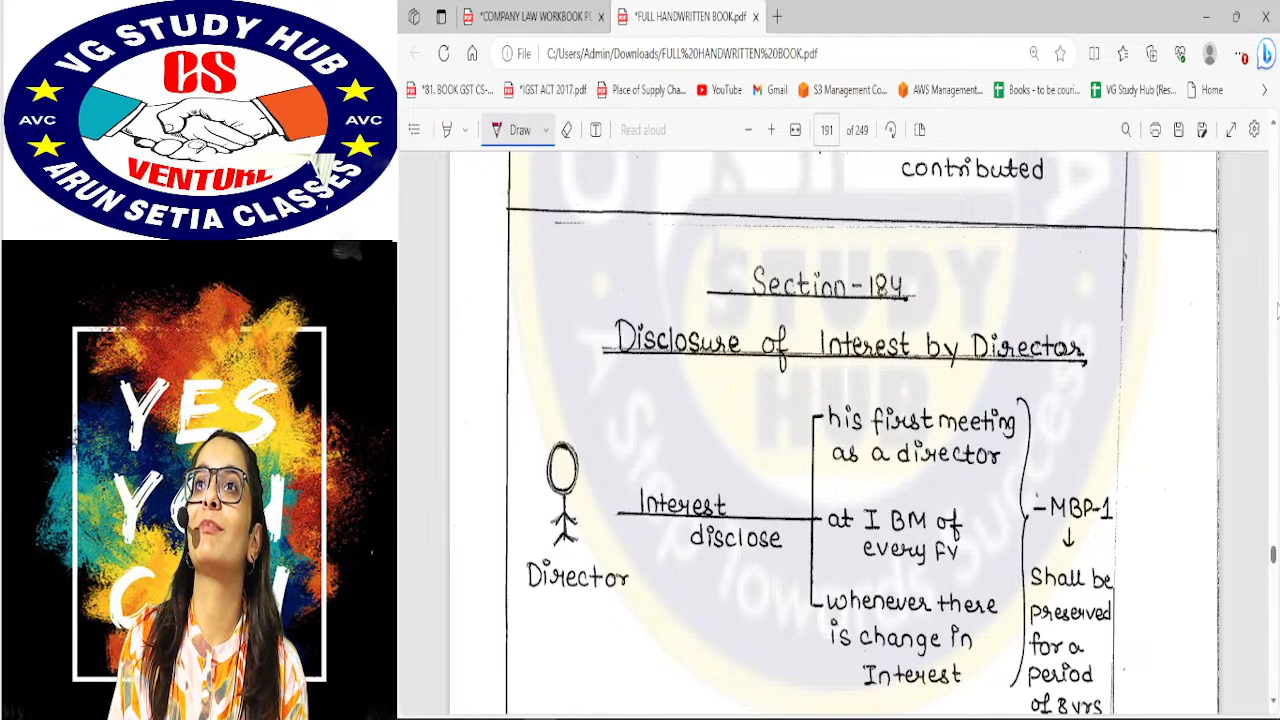 VG STUDY HUB
CS
AVC
AVC
VENTURE
ARUN SETIA CLASSES
YES
YOU
*COMPANY LAW WORKBOOK
*FULL HANDWRITTEN BOOK.pdf
File
C:/Users/Admin/Downloads/FULL%20HANDWRITTEN%20BOOK.pdf
*81. BOOK GST CS-...
*IGST ACT 2017.pdf
Place of Supply Cha...
YouTube
Gmail
S3 Management Co...
AWS Management...
Books - to be couri...
VG Study Hub (Res...
Home
Draw
Read aloud
191
of 249
contributed
Section-184
Disclosure of Interest by Director
his first meeting
as a director
Interest
disclose
at I BM of
every FY
Director
whenever there
is change in
Interest
MBP-1
Shall be
preserved
for a
period
of 8 yrs